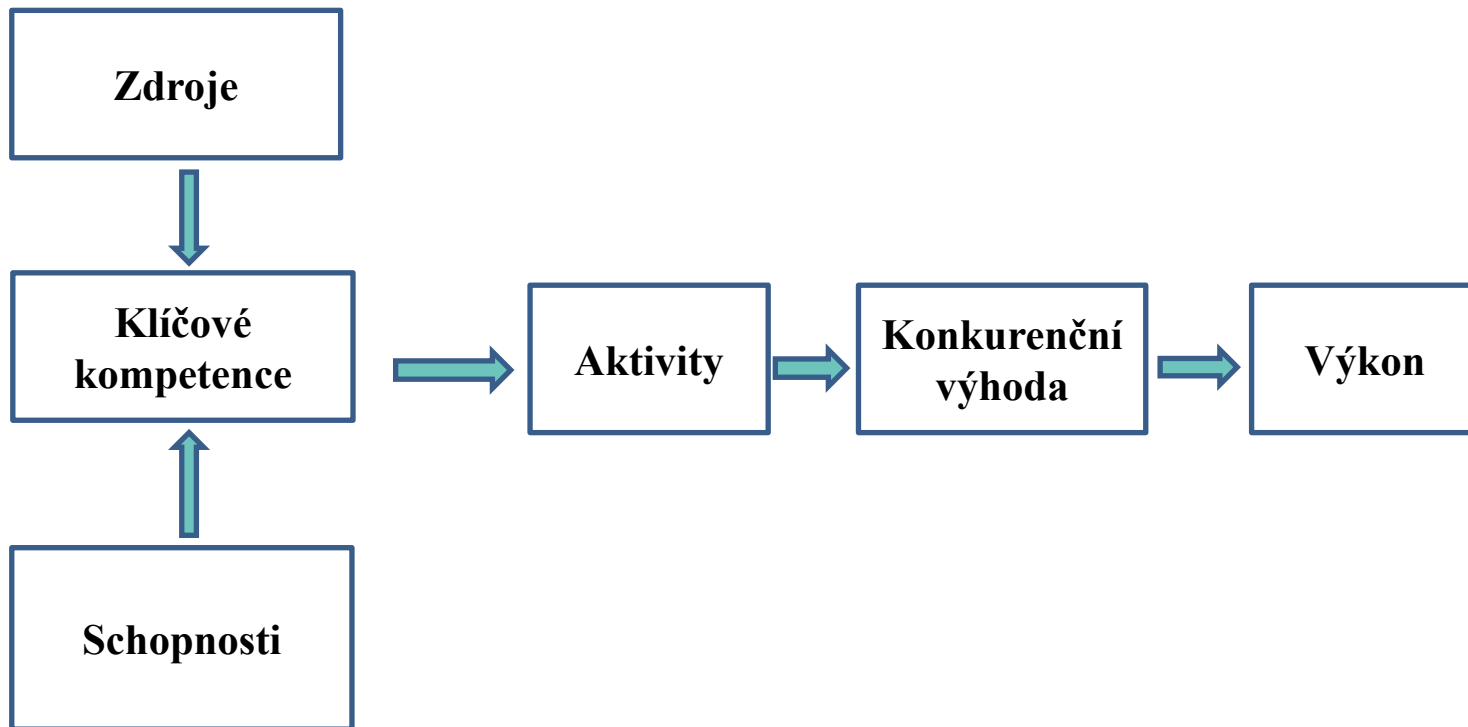 Zdroje
Klíčové
kompetence
Aktivity
Konkurenční
výhoda
Výkon
Schopnosti